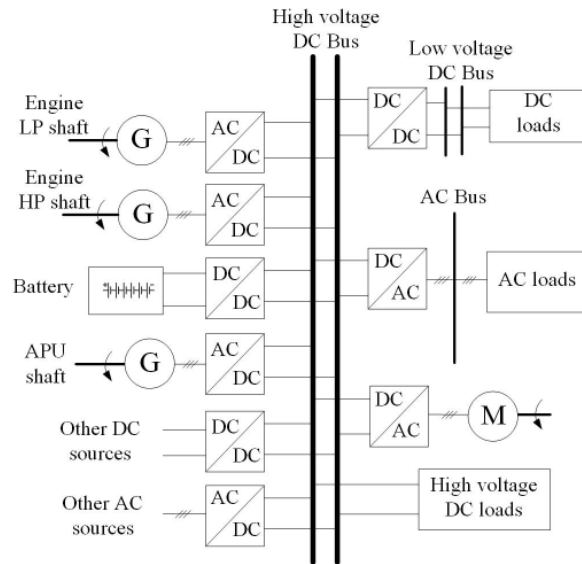 High voltage
DC Bus
Low voltage
DC Bus
Engine
LP shaft
G
AC
DC
DC
DC
DC
loads
Engine
HP shaft
G
AC
DC
AC Bus
Battery
DC
DC
DC
AC
AC loads
APU
shaft
G
AC
DC
DC
AC
M
Other DC
sources
DC
DC
High voltage
DC loads
Other AC
sources
AC
DC